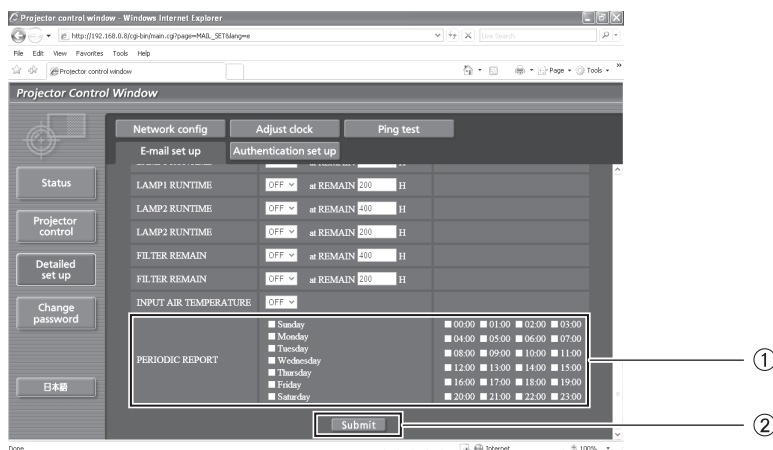 Projector control window - Windows Internet Explorer
http://192.168.0.8/cgi-bin/main.cgi?page=MAIL_SET&lang=e
Live Search
File Edit View Favorites Tools Help
Projector control window
Page Tools
Projector Control Window
Network config Adjust clock Ping test
E-mail set up Authentication set up
Status
Projector control
Detailed set up
Change password
日本語
LAMP1 RUNTIME OFF at REMAIN 200 H
LAMP2 RUNTIME OFF at REMAIN 400 H
LAMP2 RUNTIME OFF at REMAIN 200 H
FILTER REMAIN OFF at REMAIN 400 H
FILTER REMAIN OFF at REMAIN 200 H
INPUT AIR TEMPERATURE OFF
PERIODIC REPORT
Sunday
Monday
Tuesday
Wednesday
Thursday
Friday
Saturday
00:00 01:00 02:00 03:00
04:00 05:00 06:00 07:00
08:00 09:00 10:00 11:00
12:00 13:00 14:00 15:00
16:00 17:00 18:00 19:00
20:00 21:00 22:00 23:00
①
Submit
②
Done Internet 100%